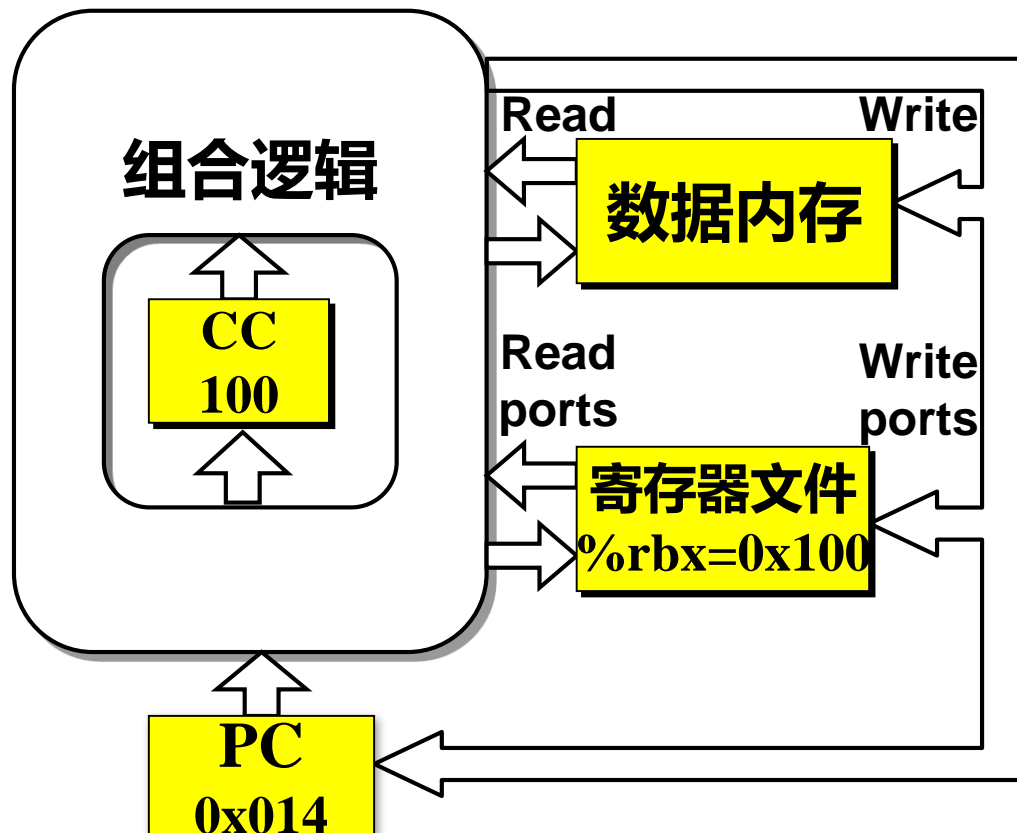 组合逻辑
CC
100
Read
Write
数据内存
Read
ports
Write
ports
寄存器文件
%rbx=0x100
PC
0x014